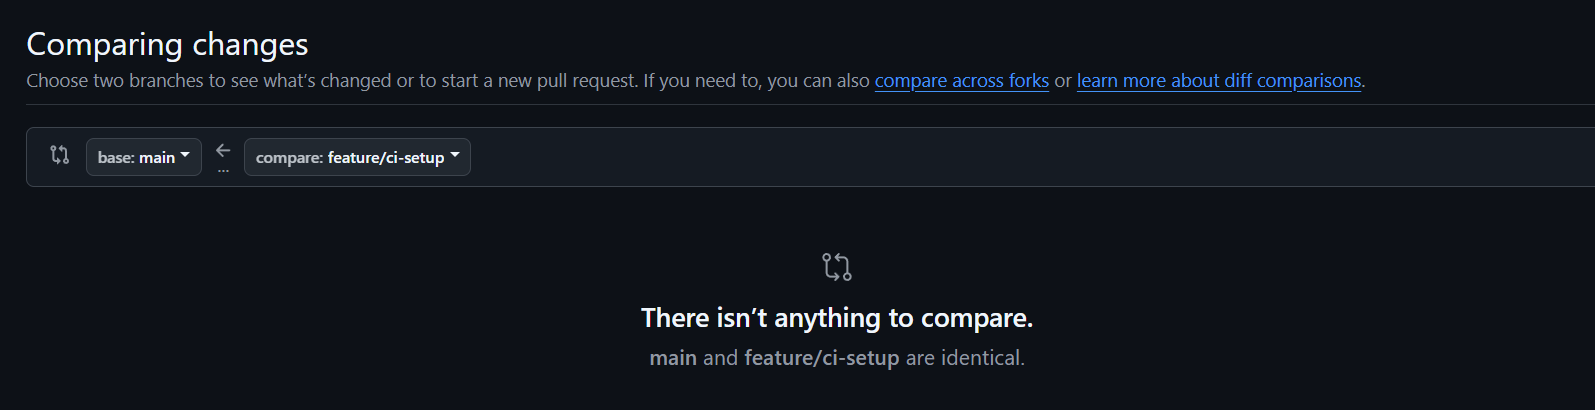 Comparing changes
Choose two branches to see what’s changed or to start a new pull request. If you need to, you can also compare across forks or learn more about diff comparisons.
base: main
...
compare: feature/ci-setup
There isn’t anything to compare.
main and feature/ci-setup are identical.